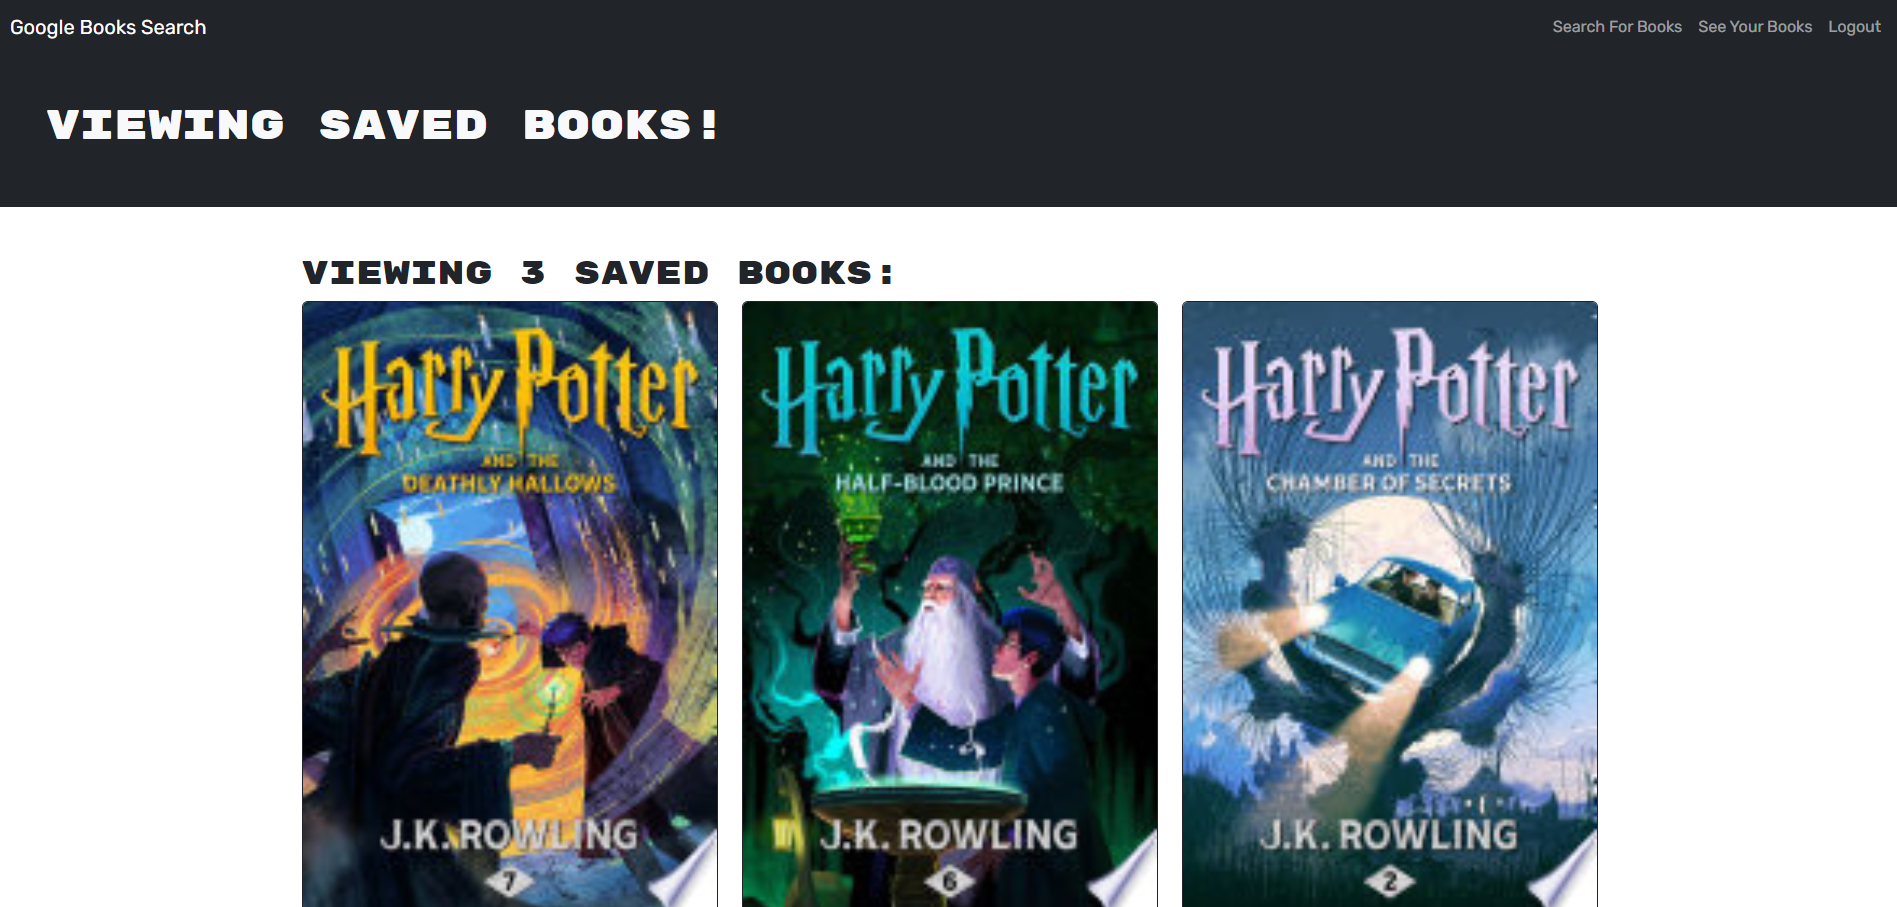 Google Books Search
Search For Books
See Your Books
Logout
VIEWING SAVED BOOKS!
VIEWING 3 SAVED BOOKS:
Harry Potter
AND THE
DEATHLY HALLOWS
J.K. ROWLING
7
Harry Potter
AND THE
HALF-BLOOD PRINCE
J.K. ROWLING
6
Harry Potter
AND THE
CHAMBER OF SECRETS
J.K. ROWLING
2